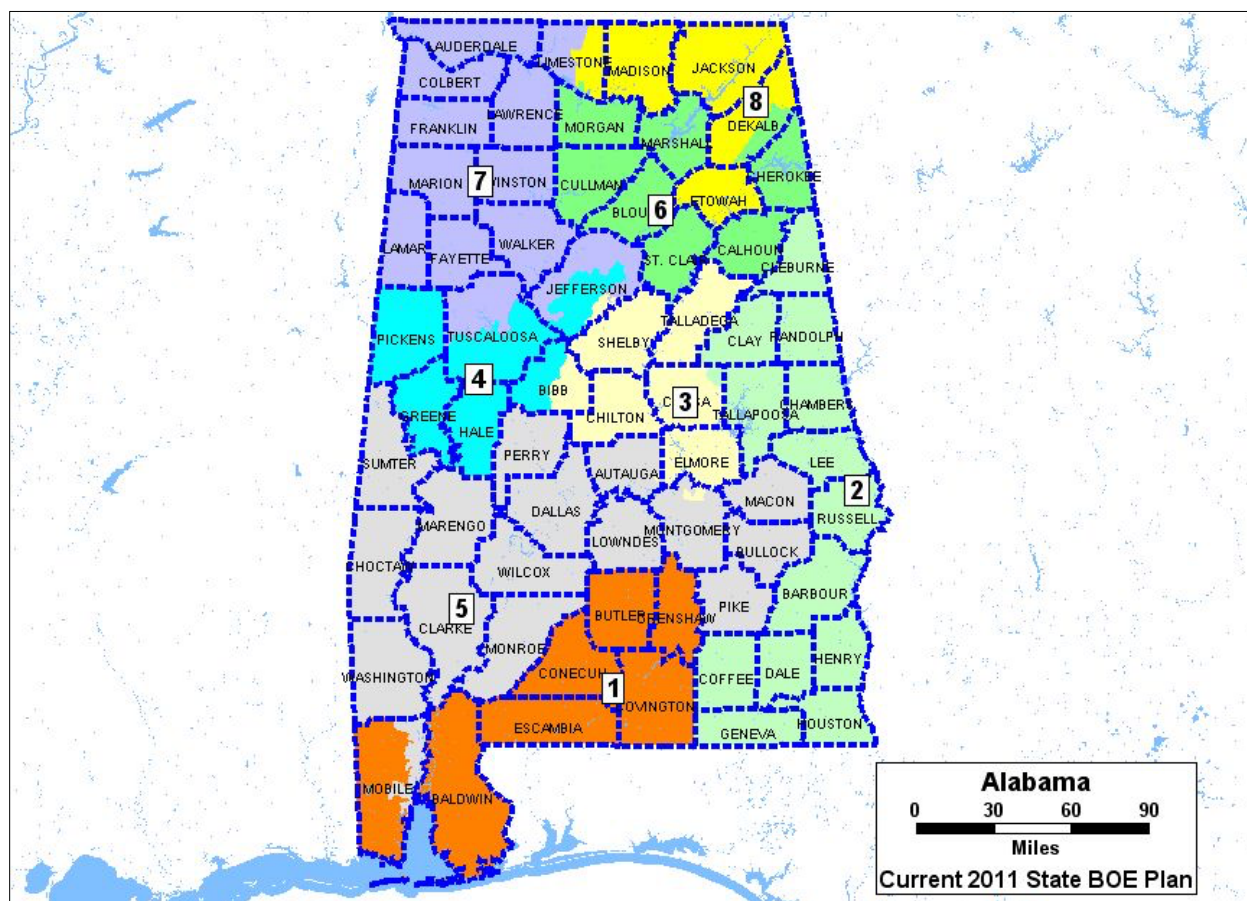 LAUDERDALE
LIMESTONE
MADISON
JACKSON
COLBERT
LAWRENCE
8
FRANKLIN
MORGAN
MARSHALL
DEKALB
MARION
7
WINSTON
CULLMAN
CHEROKEE
BLOUNT
6
ETOWAH
LAMAR
FAYETTE
WALKER
ST. CLAIR
CALHOUN
CLEBURNE
JEFFERSON
PICKENS
TUSCALOOSA
SHELBY
TALLADEGA
CLAY
RANDOLPH
4
BIBB
3
GREENE
HALE
CHILTON
COOSA
TALLAPOOSA
CHAMBERS
SUMTER
PERRY
AUTAUGA
ELMORE
LEE
2
MARENGO
DALLAS
MACON
RUSSELL
LOWNDES
MONTGOMERY
BULLOCK
CHOCTAW
WILCOX
BARBOUR
5
CLARKE
BUTLER
CRENSHAW
PIKE
MONROE
WASHINGTON
CONECUH
1
COVINGTON
COFFEE
DALE
HENRY
ESCAMBIA
GENEVA
HOUSTON
MOBILE
BALDWIN
Alabama
0 30 60 90
Miles
Current 2011 State BOE Plan